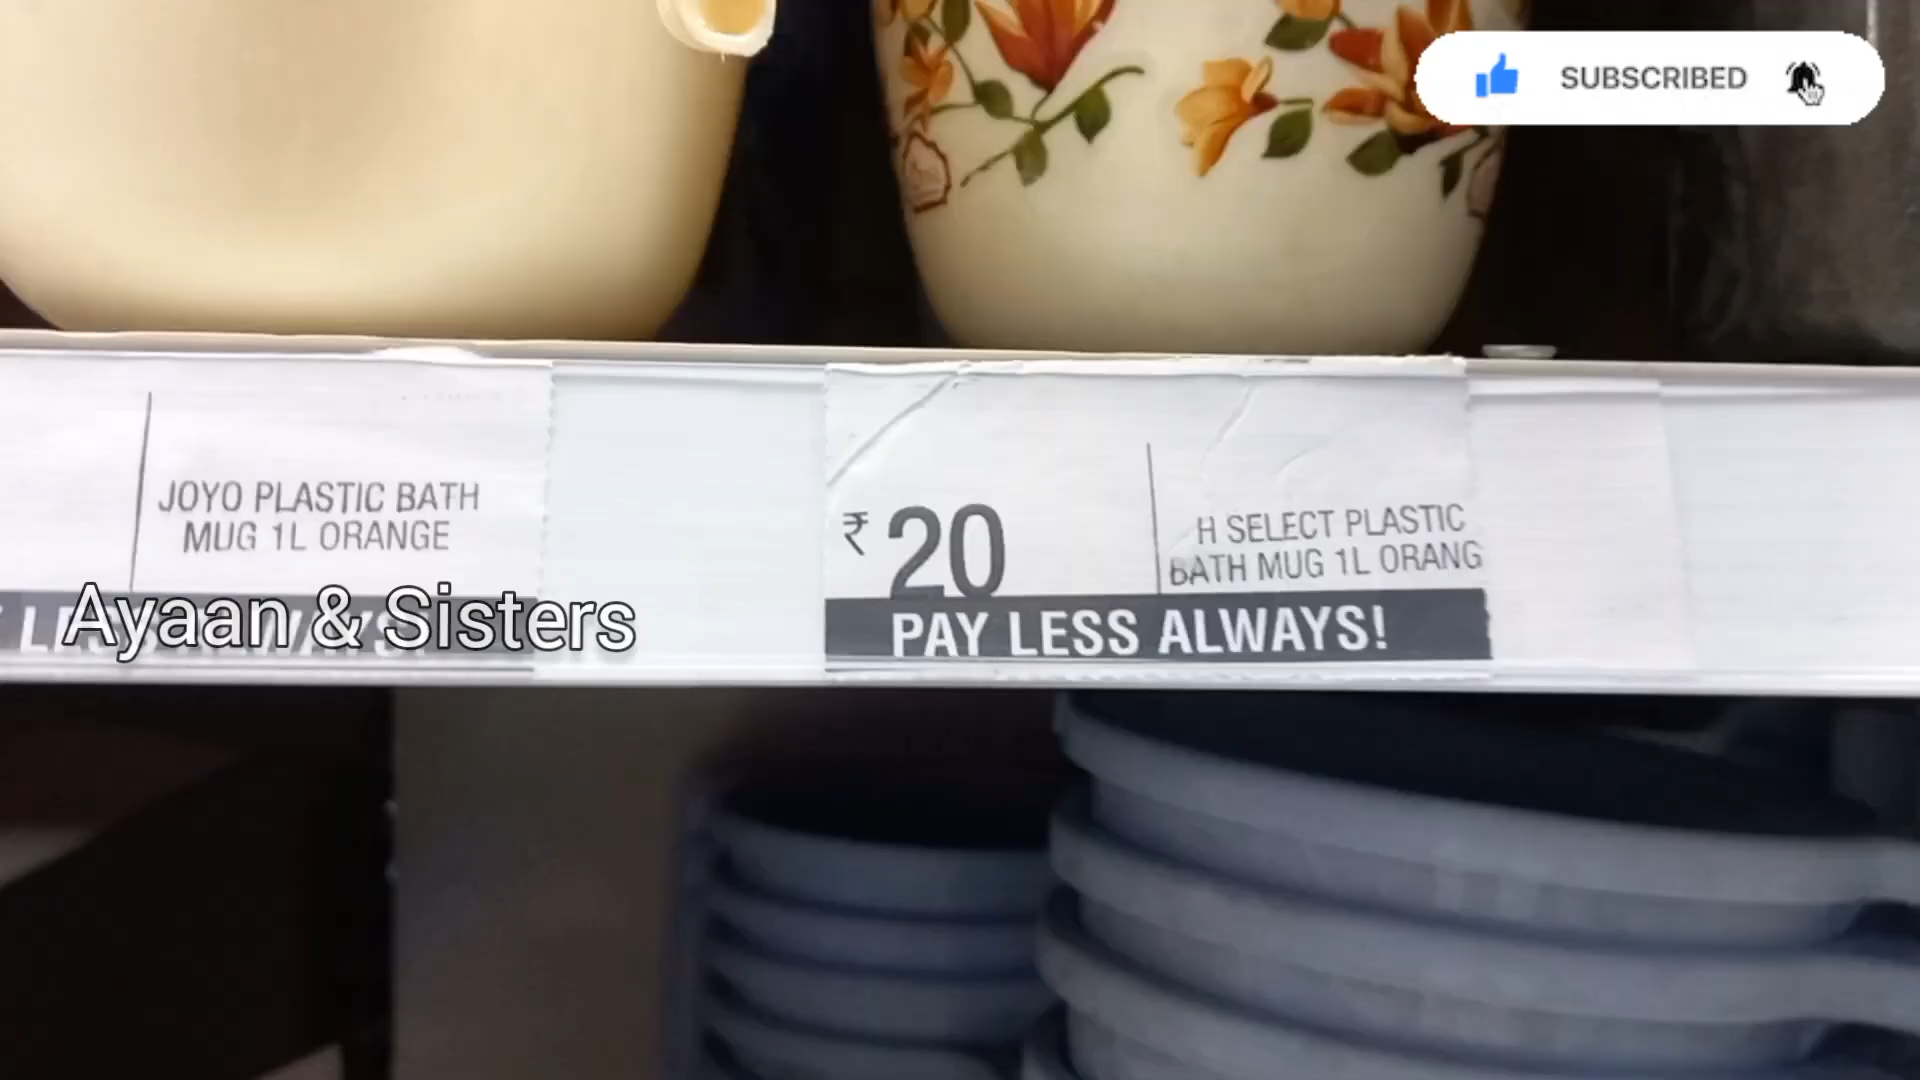 SUBSCRIBED
JOYO PLASTIC BATH
MUG 1L ORANGE
₹20
H SELECT PLASTIC
BATH MUG 1L ORANG
PAY LESS ALWAYS!
Ayaan & Sisters